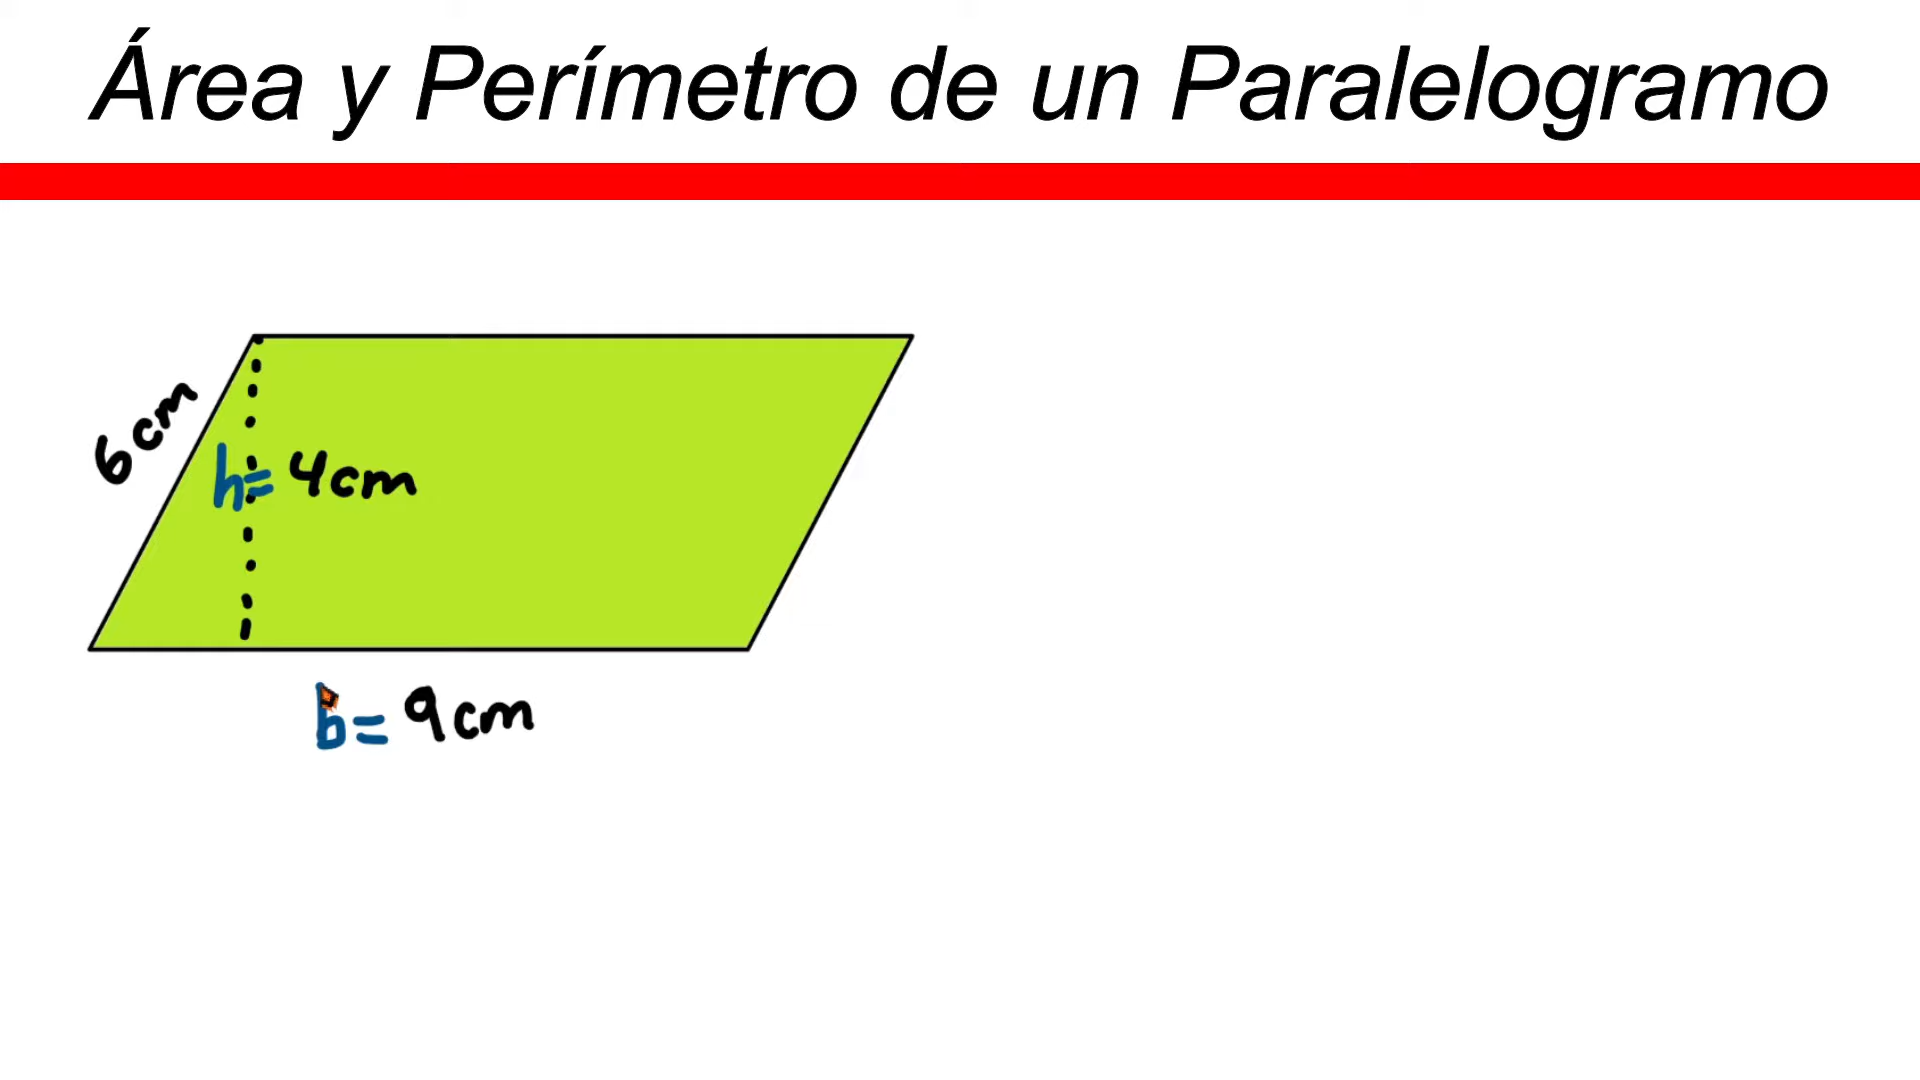 Área y Perímetro de un Paralelogramo
6cm
h= 4cm
b= 9cm